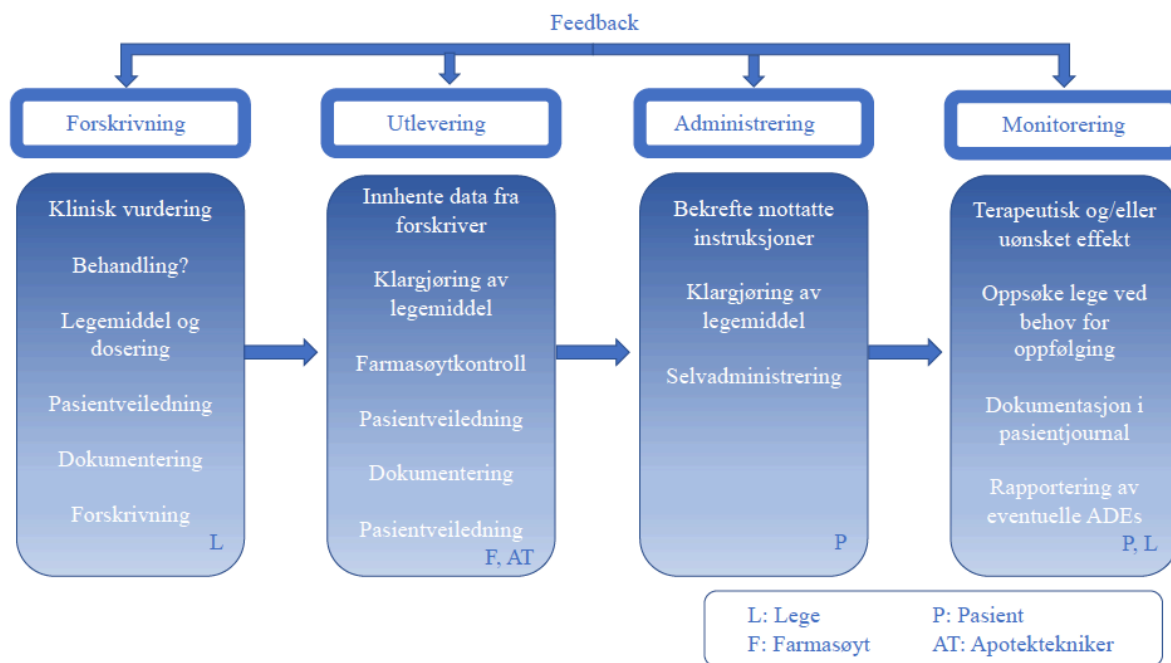 Feedback
Forskrivning
Utlevering
Administrering
Monitorering
Klinisk vurdering
Behandling?
Legemiddel og
dosering
Pasientveiledning
Dokumentering
Forskrivning
L
Innhente data fra
forskriver
Klargjøring av
legemiddel
Farmasøytkontroll
Pasientveiledning
Dokumentering
Pasientveiledning
F, AT
Bekrefte mottatte
instruksjoner
Klargjøring av
legemiddel
Selvadministrering
P
Terapeutisk og/eller
uønsket effekt
Oppsøke lege ved
behov for
oppfølging
Dokumentasjon i
pasientjournal
Rapportering av
eventuelle ADEs
P, L
L: Lege P: Pasient
F: Farmasøyt AT: Apotektekniker